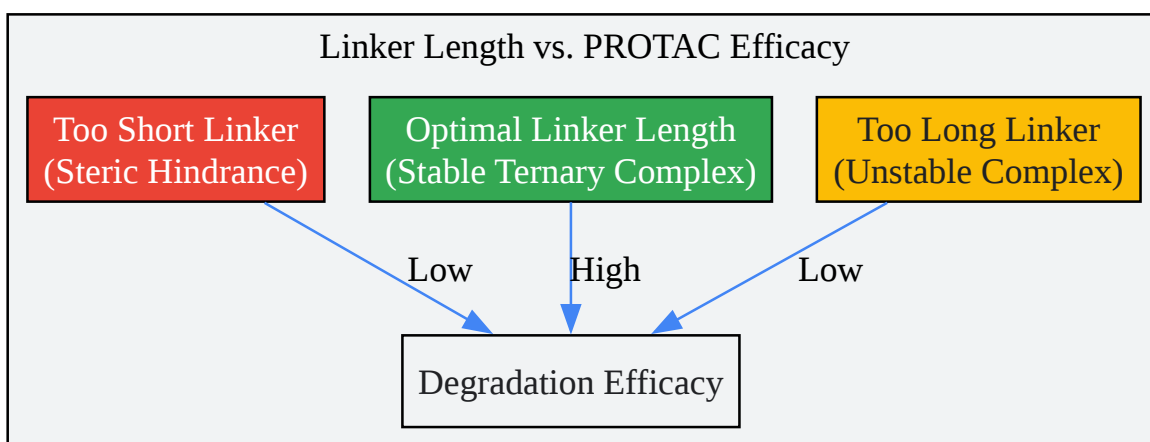 Linker Length vs. PROTAC Efficacy
Too Short Linker
(Steric Hindrance)
Optimal Linker Length
(Stable Ternary Complex)
Too Long Linker
(Unstable Complex)
Low
High
Low
Degradation Efficacy